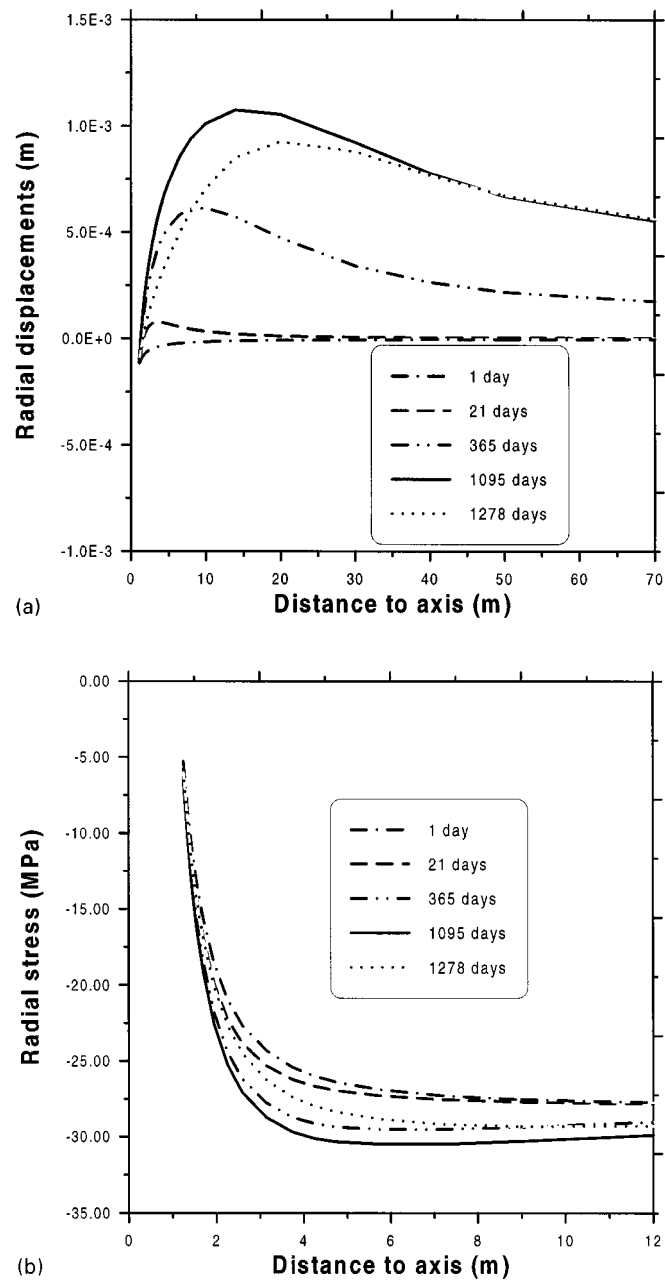 1.5E-3
1.0E-3
5.0E-4
0.0E+0
-5.0E-4
-1.0E-3
Radial displacements (m)
1 day
21 days
365 days
1095 days
1278 days
0 10 20 30 40 50 60 70
(a)
Distance to axis (m)
0.00
-5.00
-10.00
-15.00
-20.00
-25.00
-30.00
-35.00
Radial stress (MPa)
1 day
21 days
365 days
1095 days
1278 days
0 2 4 6 8 10 12
(b)
Distance to axis (m)